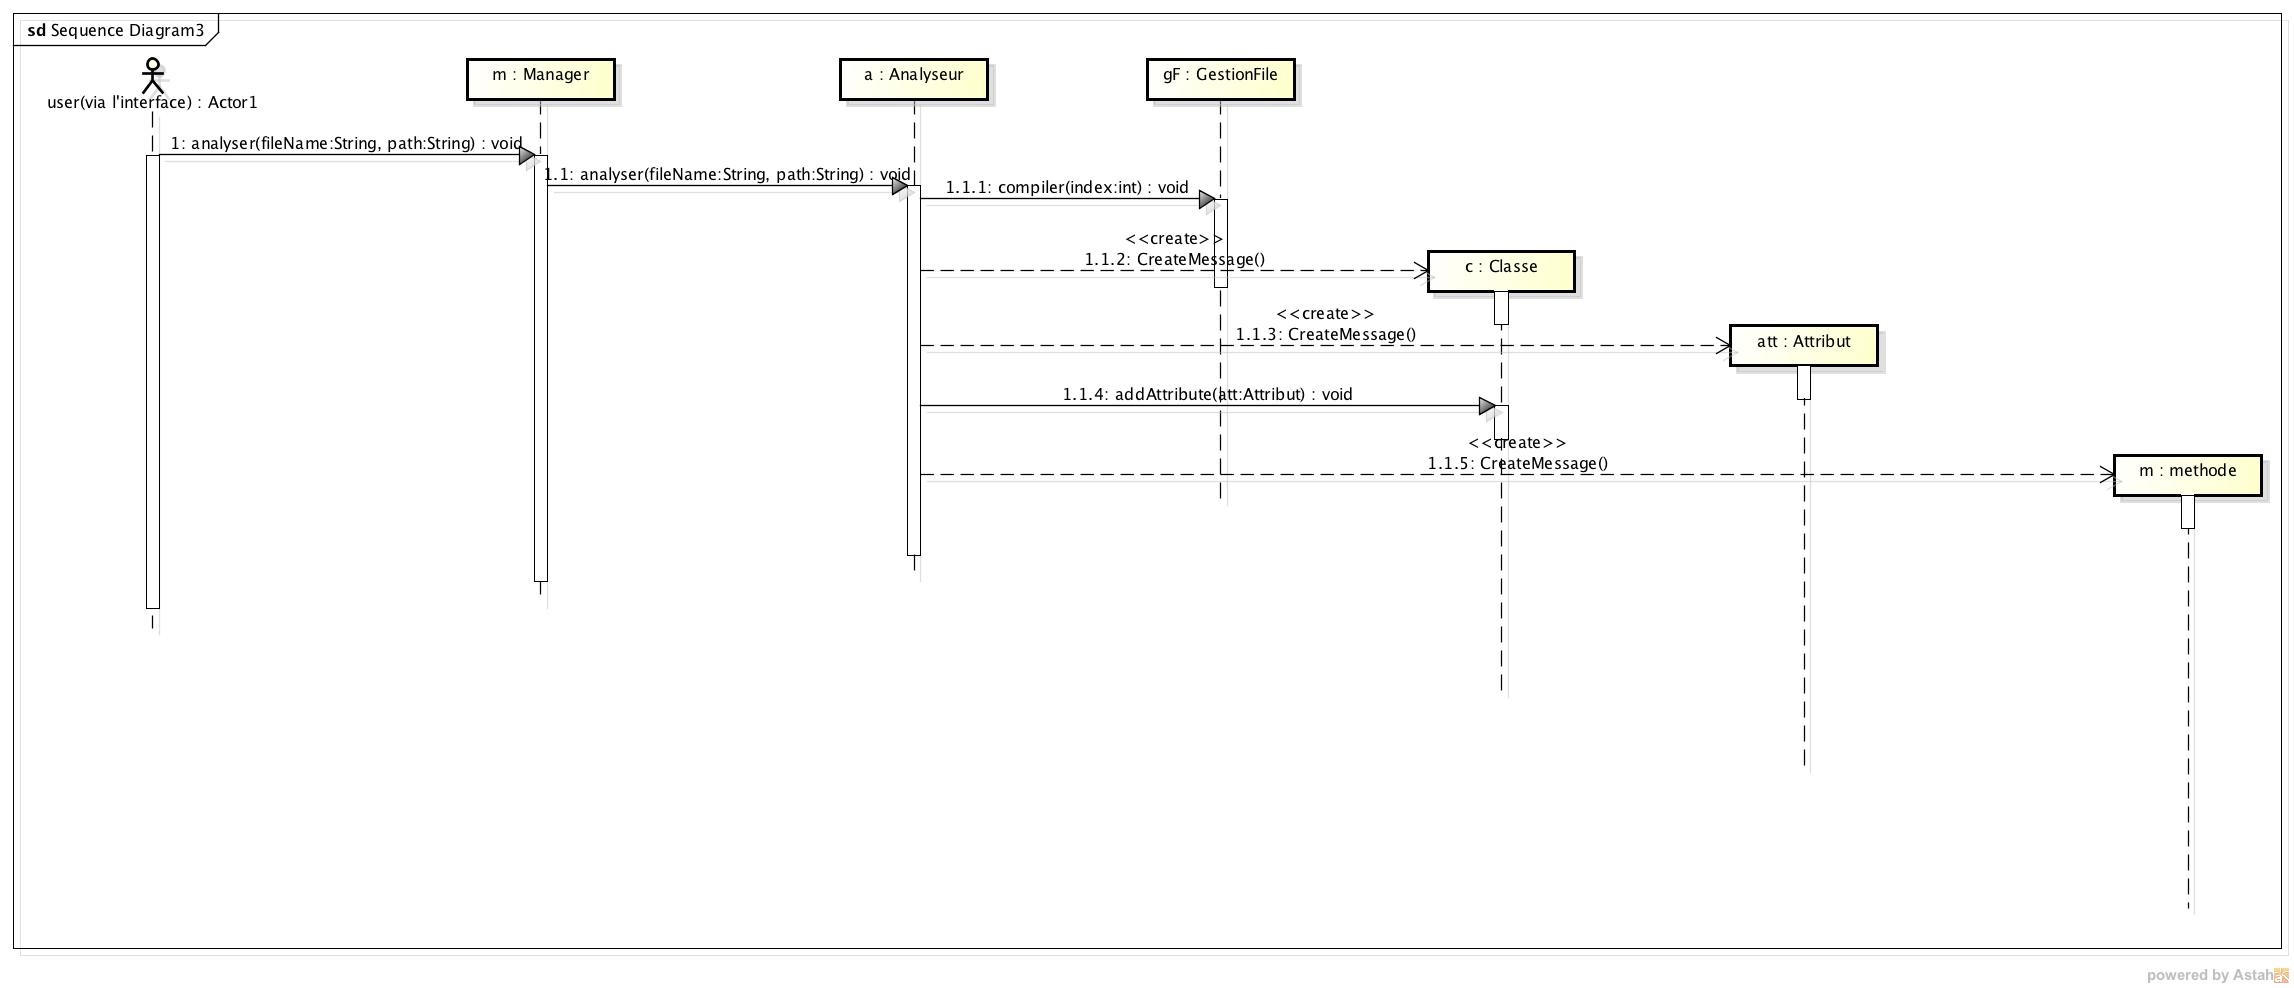 sd Sequence Diagram3
user(via l'interface) : Actor1
m : Manager
a : Analyseur
gF : GestionFile
1: analyser(fileName:String, path:String) : void
1.1: analyser(fileName:String, path:String) : void
1.1.1: compiler(index:int) : void
<<create>>
1.1.2: CreateMessage()
c : Classe
<<create>>
1.1.3: CreateMessage()
att : Attribut
1.1.4: addAttribute(att:Attribut) : void
<<create>>
1.1.5: CreateMessage()
m : methode
powered by Astah